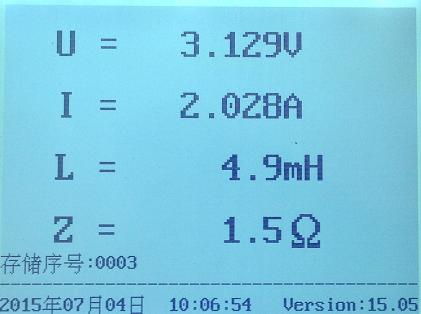 U = 3.129V
I = 2.028A
L = 4.9mH
Z = 1.5Ω
存储序号:0003
2015年07月04日 10:06:54 Version:15.05